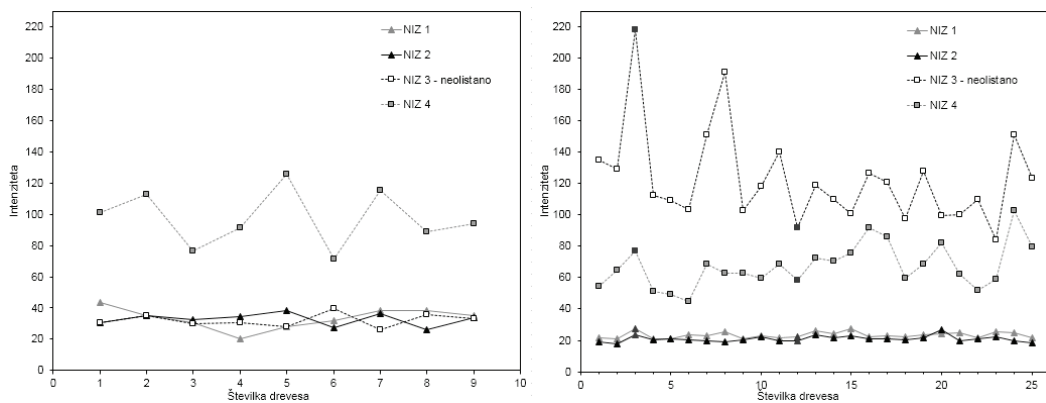 220
200
180
160
140
120
100
80
60
40
20
0
Intenziteta
0 1 2 3 4 5 6 7 8 9 10
Številka drevesa
NIZ 1
NIZ 2
NIZ 3 - neolistano
NIZ 4
220
200
180
160
140
120
100
80
60
40
20
0
Intenziteta
0 5 10 15 20 25
Številka drevesa
NIZ 1
NIZ 2
NIZ 3 - neolistano
NIZ 4